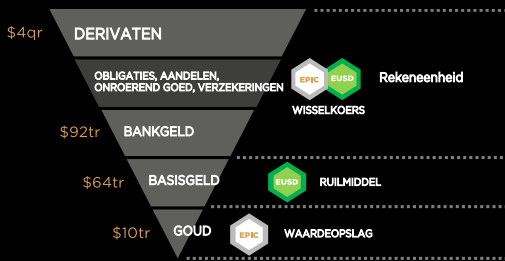 $4qr DERIVATEN
OBLIGATIES, AANDELEN,
ONROEREND GOED, VERZEKERINGEN
EPIC EUSD Rekeneenheid
WISSELKOERS
$92tr BANKGELD
$64tr BASISGELD EUSD RUILMIDDEL
$10tr GOUD EPIC WAARDEOPSLAG